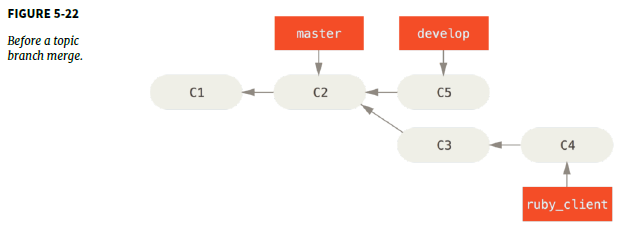 FIGURE 5-22
Before a topic
branch merge.
master
develop
C1
C2
C5
C3
C4
ruby_client